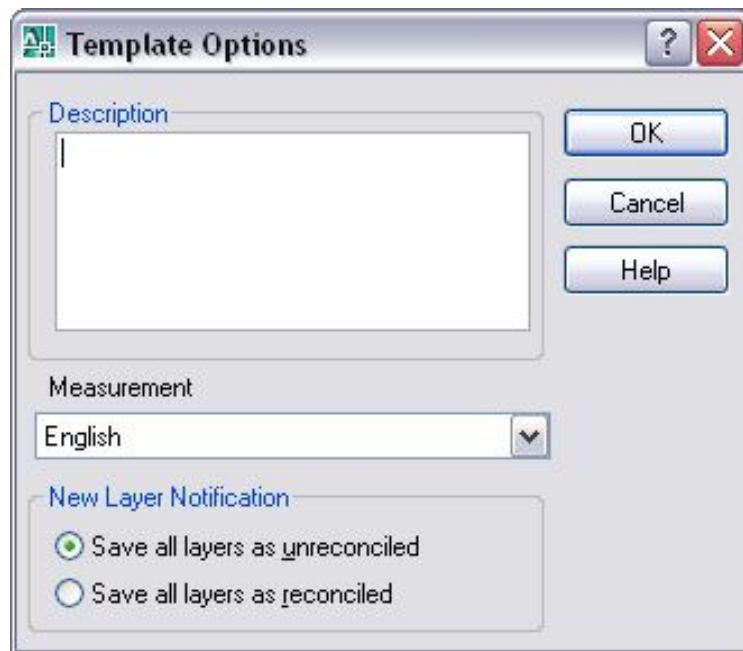 Template Options
Description
OK
Cancel
Help
Measurement
English
New Layer Notification
Save all layers as unreconciled
Save all layers as reconciled